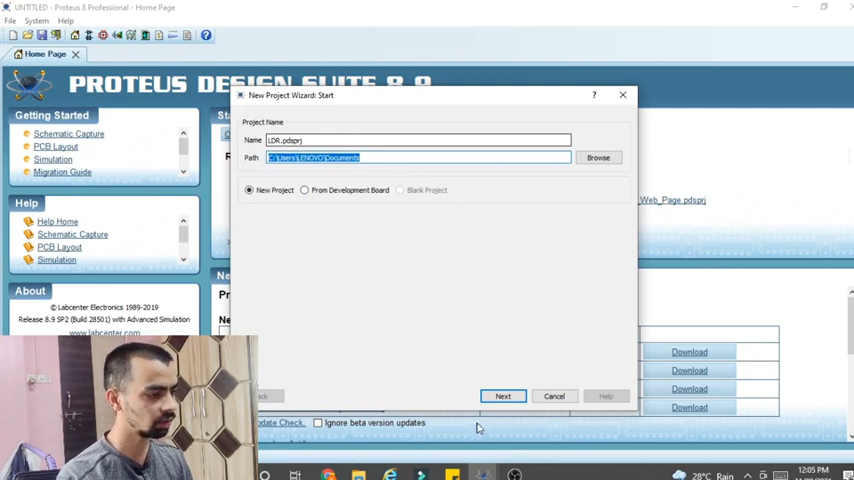 UNTITLED - Proteus 8 Professional - Home Page
File System Help
Home Page
PROTEUS DESIGN SUITE 8.9
Getting Started
Schematic Capture
PCB Layout
Simulation
Migration Guide
Help
Help Home
Schematic Capture
PCB Layout
Simulation
About
© Labcenter Electronics 1989-2019
Release 8.9 SP2 (Build 28501) with Advanced Simulation
www.labcenter.com
New Project Wizard: Start
Project Name
Name LDR.pdsprj
Path C:\Users\LENOVO\Documents
Browse
New Project From Development Board Blank Project
Next Cancel Help
_Web_Page.pdsprj
Download
Download
Download
Download
Ignore beta version updates
28°C Rain
12:05 PM